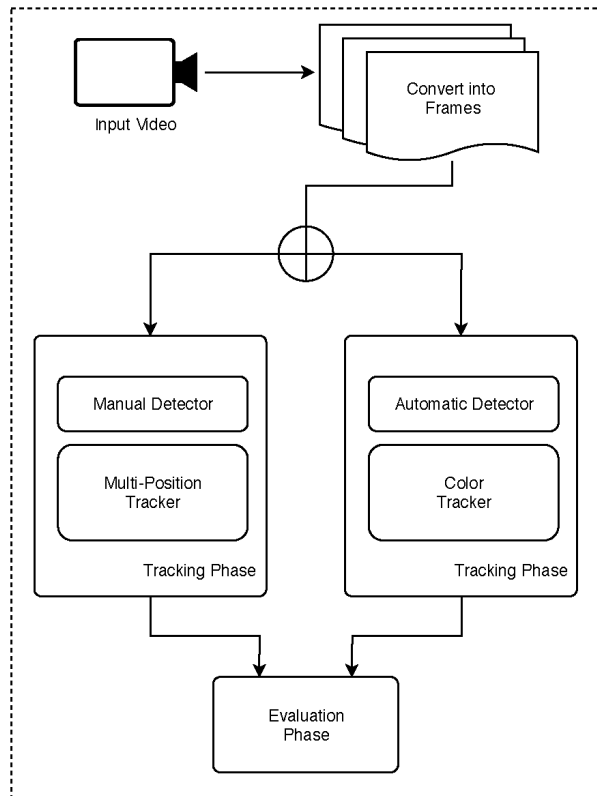 Input Video
Convert into
Frames
Manual Detector
Multi-Position
Tracker
Tracking Phase
Automatic Detector
Color
Tracker
Tracking Phase
Evaluation
Phase